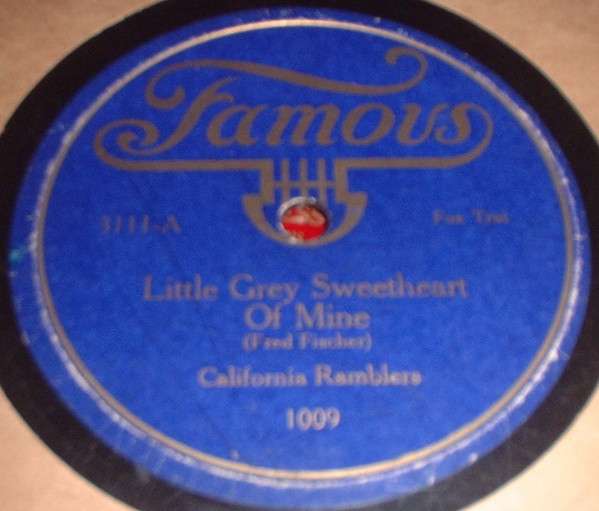 Famous
3111-A Fox Trot
Little Grey Sweetheart
Of Mine
(Fred Fischer)
California Ramblers
1009